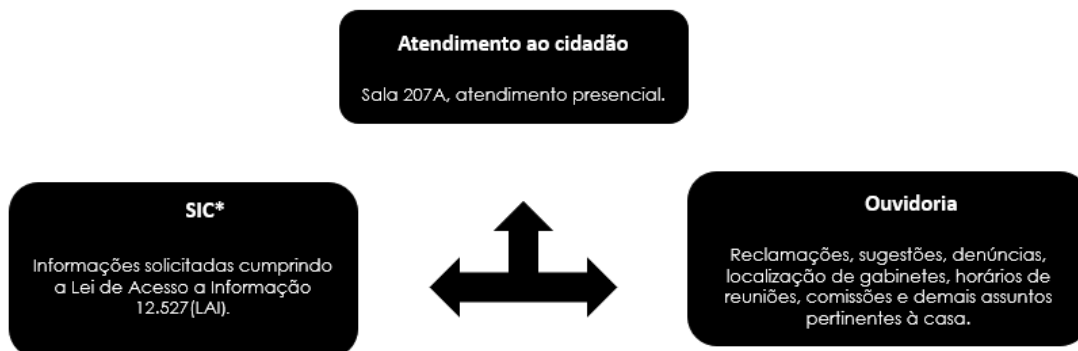 Atendimento ao cidadão
Sala 207A, atendimento presencial.
SIC*
Informações solicitadas cumprindo
a Lei de Acesso a Informação
12.527(LAI).
Ouvidoria
Reclamações, sugestões, denúncias,
localização de gabinetes, horários de
reuniões, comissões e demais assuntos
pertinentes à casa.